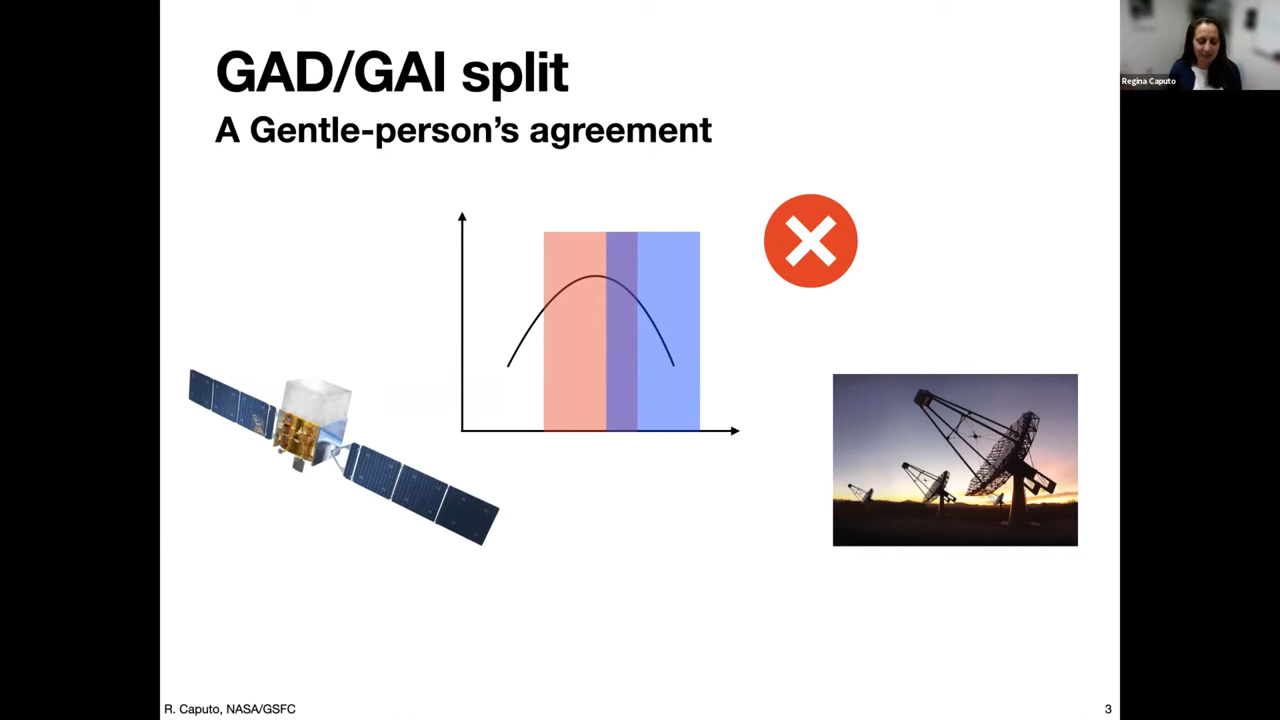 GAD/GAI split
A Gentle-person's agreement
Regina Caputo
R. Caputo, NASA/GSFC
3